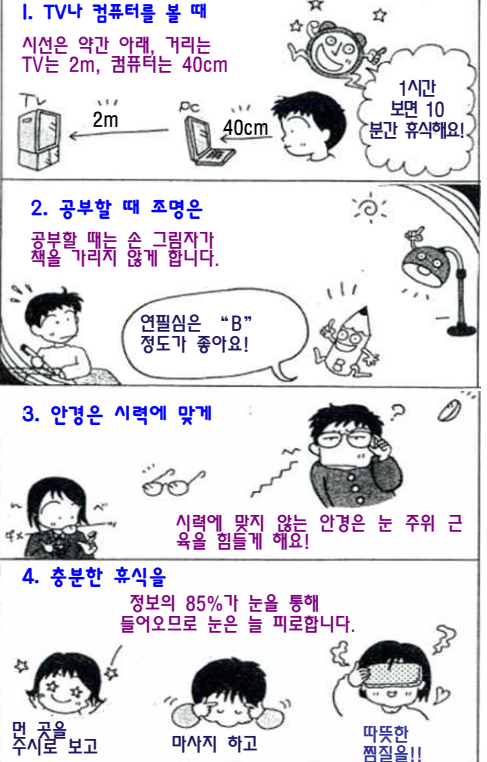 1. TV나 컴퓨터를 볼 때
시선은 약간 아래, 거리는
TV는 2m, 컴퓨터는 40cm
TV
2m
PC
40cm
1시간
보면 10
분간 휴식해요!
2. 공부할 때 조명은
공부할 때는 손 그림자가
책을 가리지 않게 합니다.
연필심은 “B”
정도가 좋아요!
B
3. 안경은 시력에 맞게
?
시력에 맞지 않는 안경은 눈 주위 근
육을 힘들게 해요!
4. 충분한 휴식을
정보의 85%가 눈을 통해
들어오므로 눈은 늘 피로합니다.
먼 곳을
수시로 보고
마사지 하고
따뜻한
찜질을!!